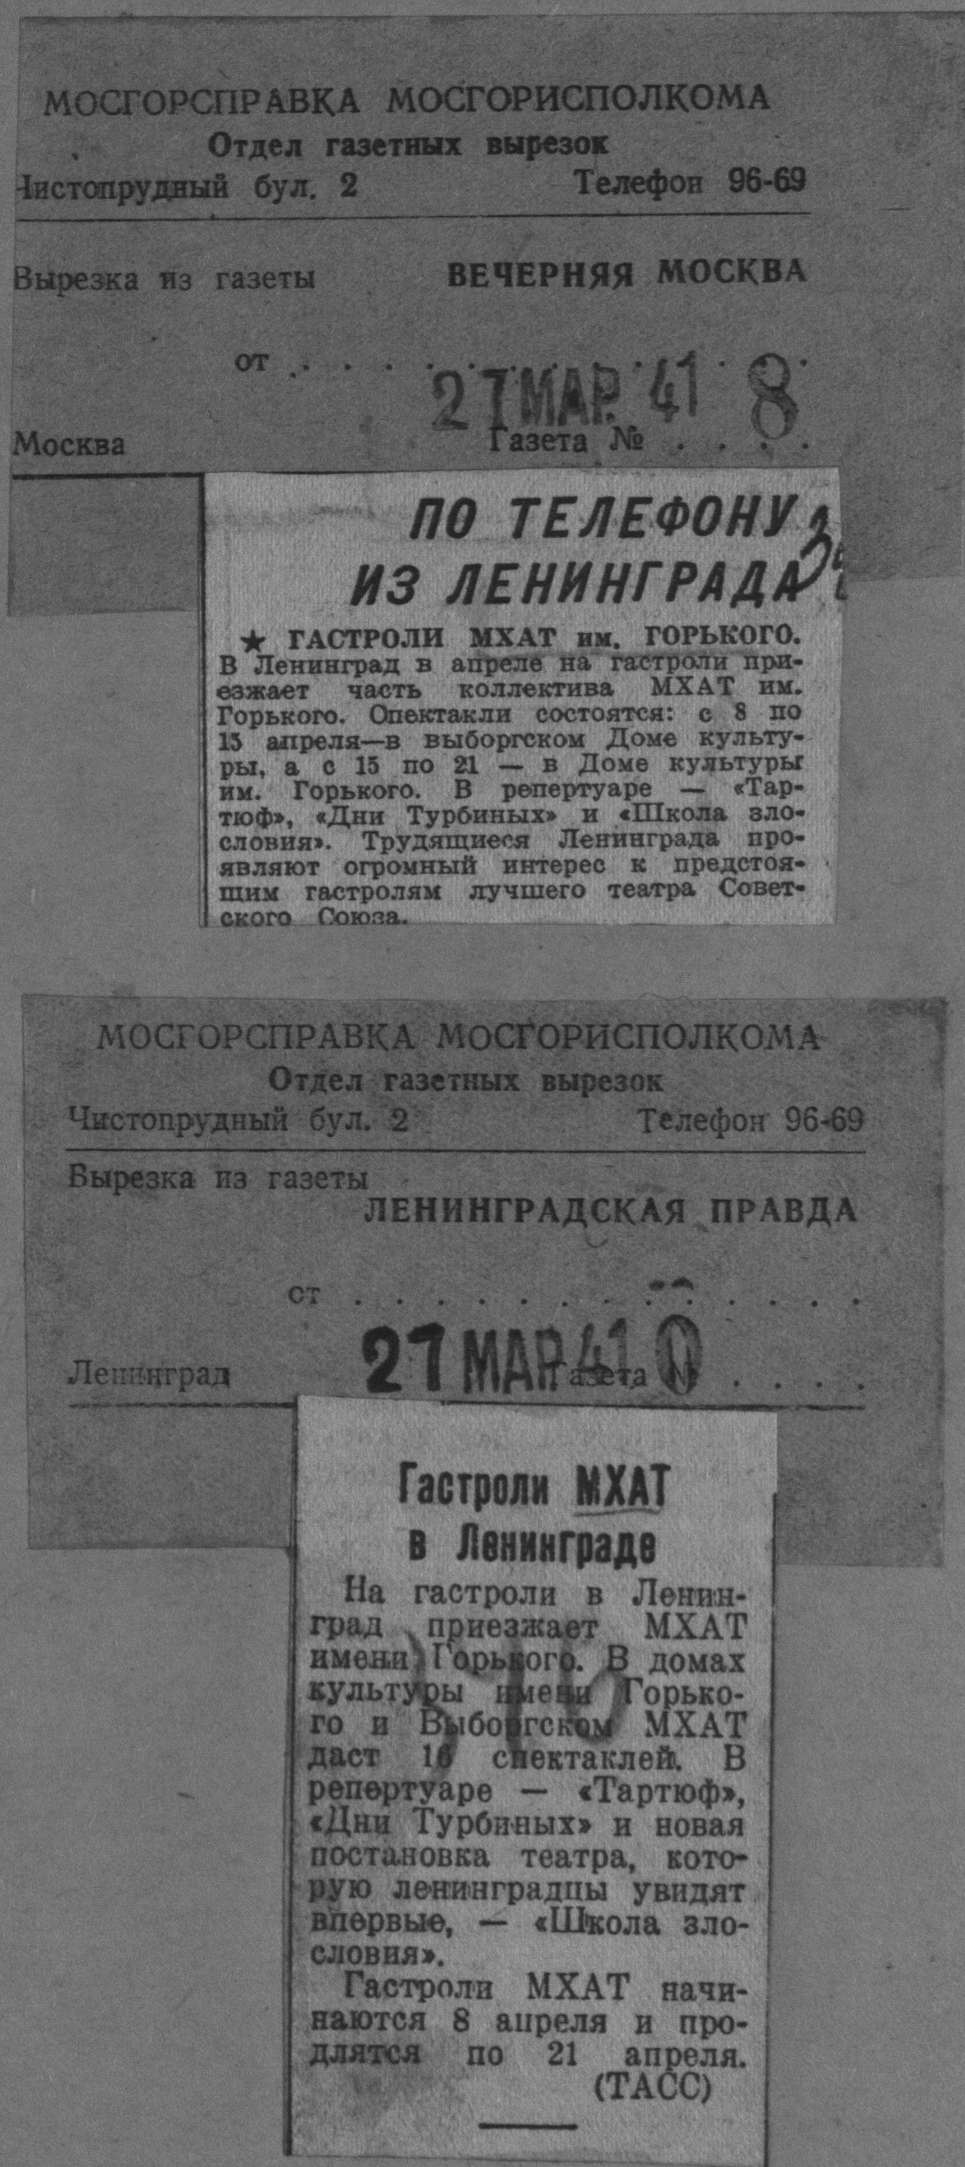 МОСГОРСПРАВКА МОСГОРИСПОЛКОМА
Отдел газетных вырезок
Чистопрудный бул. 2 Телефон 96-69
Вырезка из газеты ВЕЧЕРНЯЯ МОСКВА
от . . . . . . . . . . . . .
27 МАР. 41 8
Москва Газета № . . . .
ПО ТЕЛЕФОНУ
ИЗ ЛЕНИНГРАДА
★ ГАСТРОЛИ МХАТ им. ГОРЬКОГО.
В Ленинград в апреле на гастроли при-
езжает часть коллектива МХАТ им.
Горького. Опектакли состоятся: с 8 по
15 апреля—в выборгском Доме культу-
ры, а с 15 по 21 — в Доме культуры
им. Горького. В репертуаре — «Тар-
тюф», «Дни Турбиных» и «Школа зло-
словия». Трудящиеся Ленинграда про-
являют огромный интерес к предстоя-
щим гастролям лучшего театра Совет-
ского Союза.
МОСГОРСПРАВКА МОСГОРИСПОЛКОМА
Отдел газетных вырезок
Чистопрудный бул. 2 Телефон 96-69
Вырезка из газеты
ЛЕНИНГРАДСКАЯ ПРАВДА
от . . . . . . . . . . . . .
27 МАР. 41 0
Ленинград Газета № . . . .
Гастроли МХАТ
в Ленинграде
На гастроли в Ленин-
град приезжает МХАТ
имени Горького. В домах
культуры имени Горько-
го и Выборгском МХАТ
даст 16 спектаклей. В
репертуаре — «Тартюф»,
«Дни Турбиных» и новая
постановка театра, кото-
рую ленинградцы увидят
впервые, — «Школа зло-
словия».
Гастроли МХАТ начи-
наются 8 апреля и про-
длятся по 21 апреля.
(ТАСС)